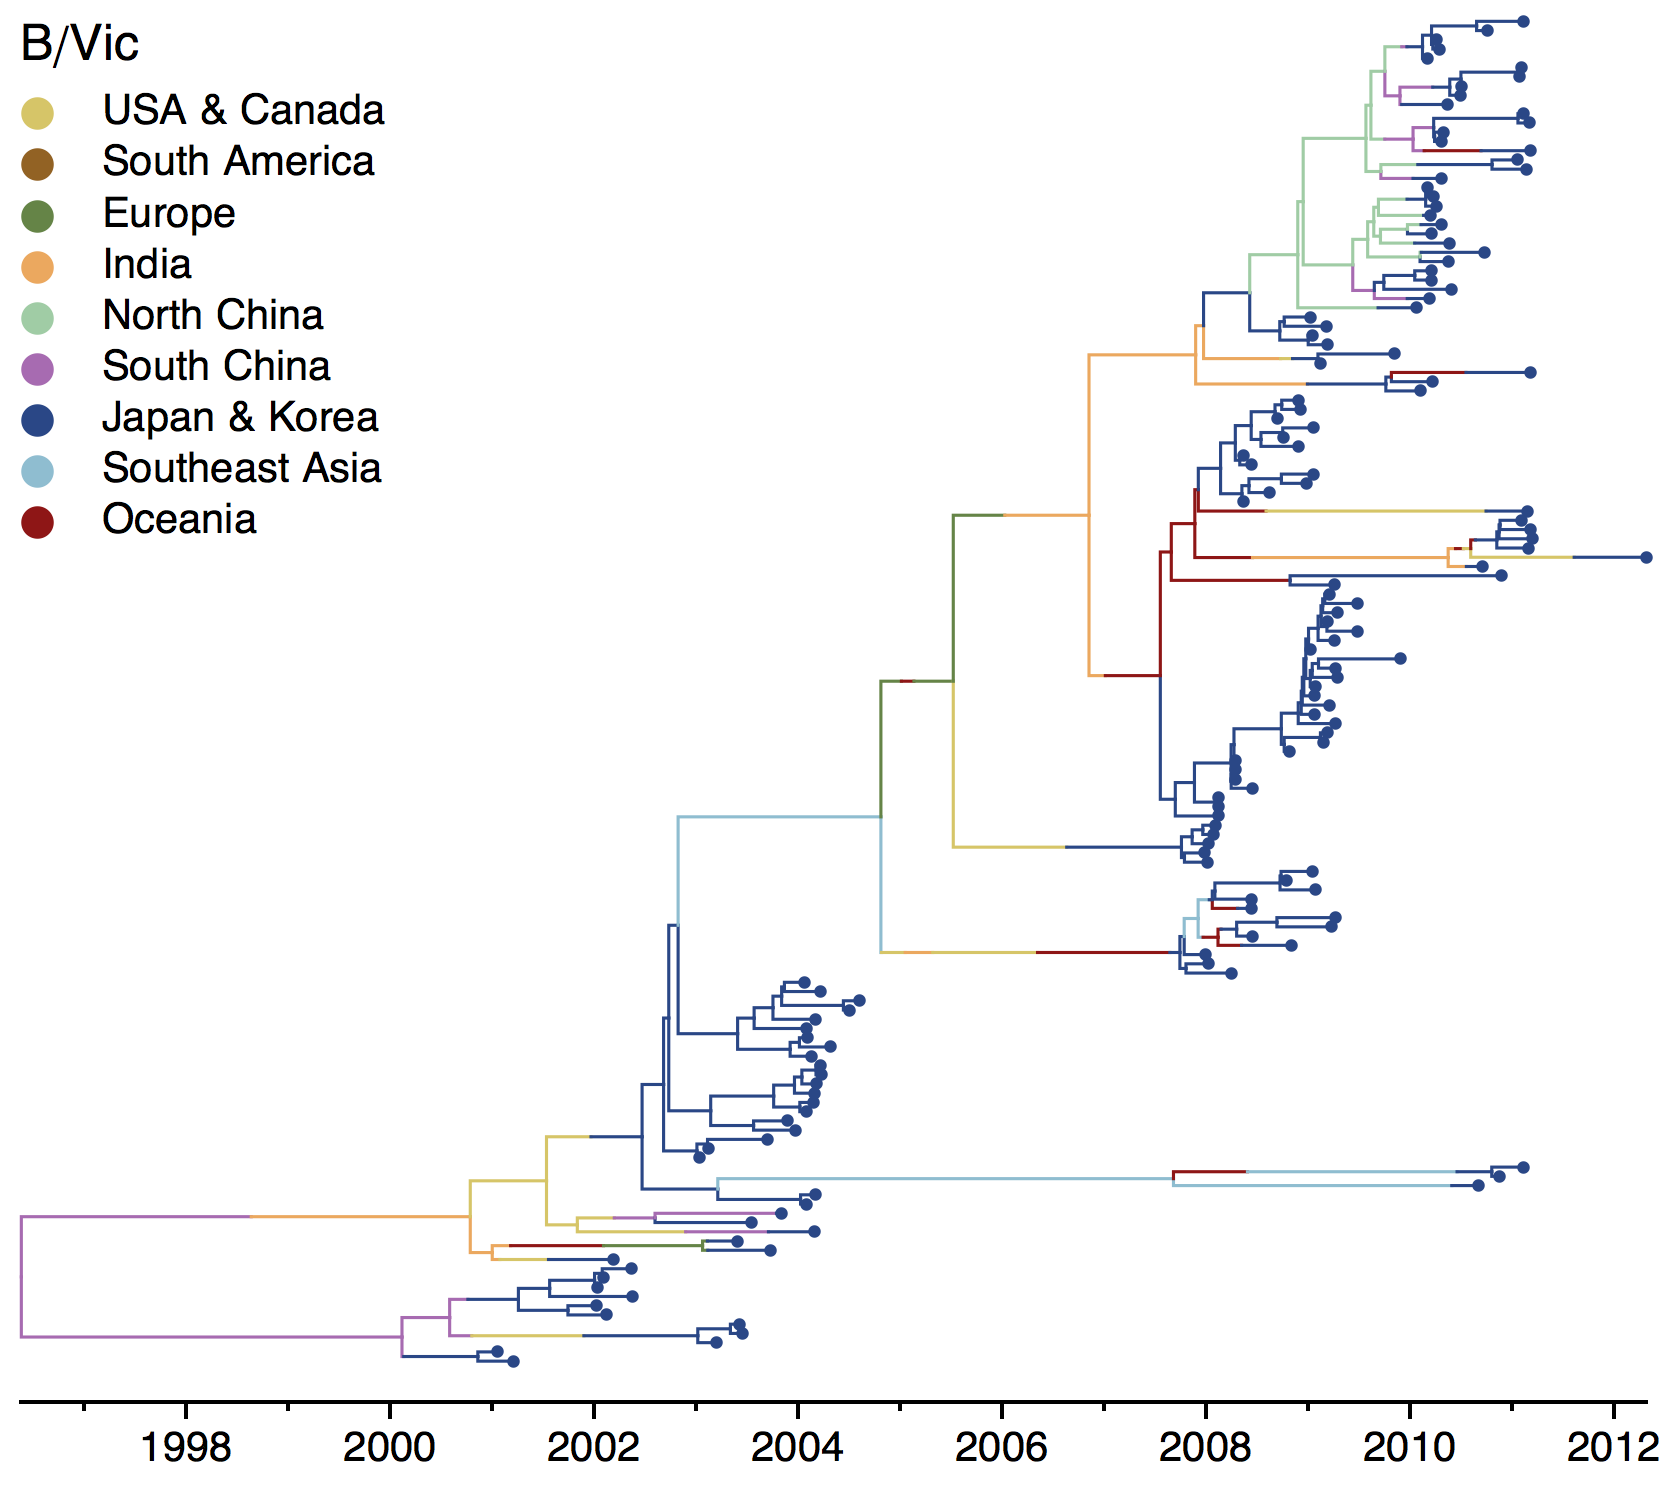 B/Vic
USA & Canada
South America
Europe
India
North China
South China
Japan & Korea
Southeast Asia
Oceania
1998 2000 2002 2004 2006 2008 2010 2012